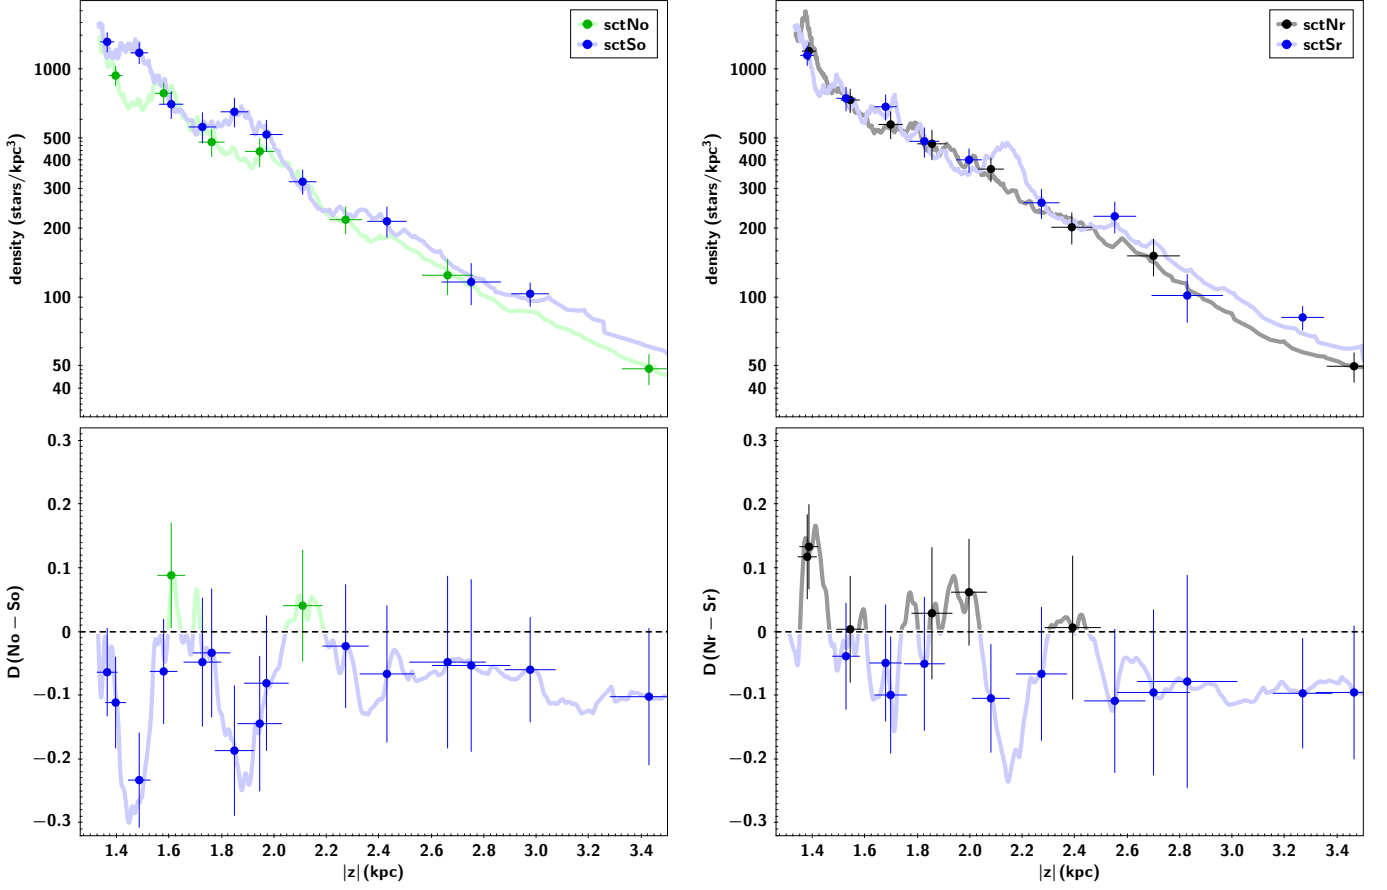 sctNo
sctSo
1000
500
400
300
200
100
50
40
density (stars/kpc³)
sctNr
sctSr
1000
500
400
300
200
100
50
40
density (stars/kpc³)
0.3
0.2
0.1
0
−0.1
−0.2
−0.3
D (No − So)
1.4 1.6 1.8 2.0 2.2 2.4 2.6 2.8 3.0 3.2 3.4
|z| (kpc)
0.3
0.2
0.1
0
−0.1
−0.2
−0.3
D (Nr − Sr)
1.4 1.6 1.8 2.0 2.2 2.4 2.6 2.8 3.0 3.2 3.4
|z| (kpc)